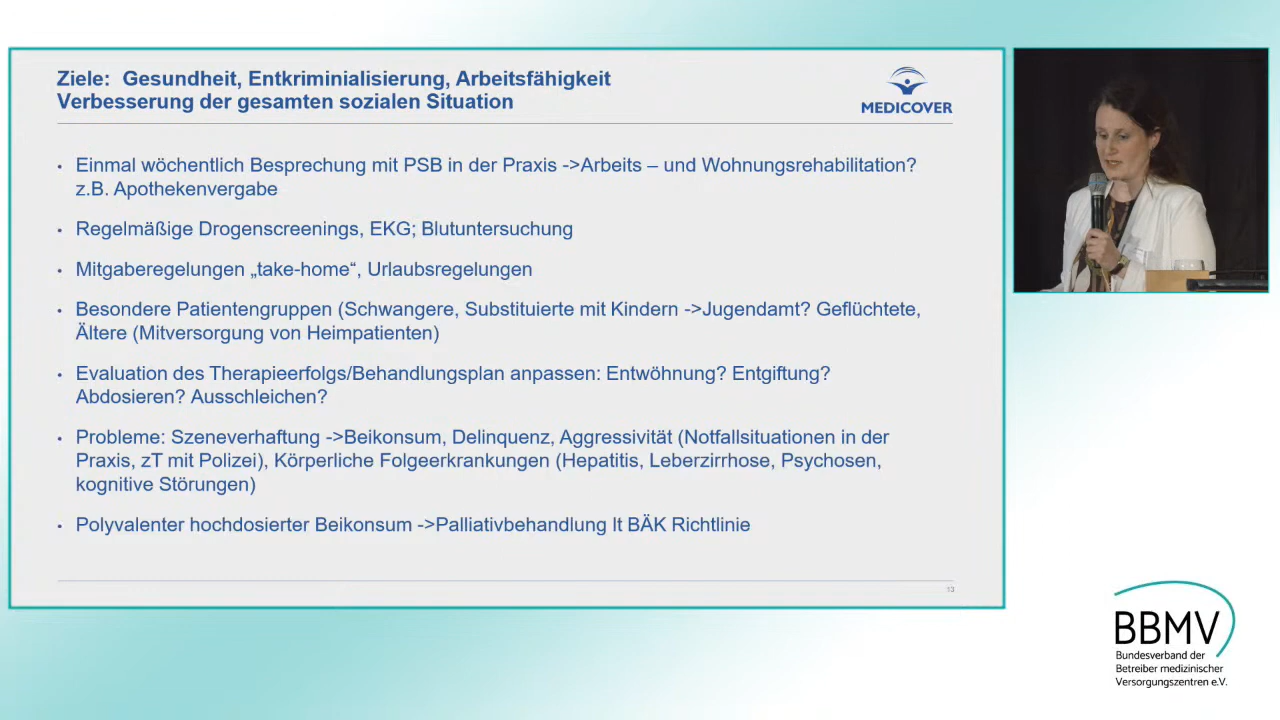 Ziele: Gesundheit, Entkriminialisierung, Arbeitsfähigkeit
Verbesserung der gesamten sozialen Situation
MEDICOVER
• Einmal wöchentlich Besprechung mit PSB in der Praxis ->Arbeits – und Wohnungsrehabilitation?
z.B. Apothekenvergabe
• Regelmäßige Drogenscreenings, EKG; Blutuntersuchung
• Mitgaberegelungen „take-home“, Urlaubsregelungen
• Besondere Patientengruppen (Schwangere, Substituierte mit Kindern ->Jugendamt? Geflüchtete,
Ältere (Mitversorgung von Heimpatienten)
• Evaluation des Therapieerfolgs/Behandlungsplan anpassen: Entwöhnung? Entgiftung?
Abdosieren? Ausschleichen?
• Probleme: Szeneverhaftung ->Beikonsum, Delinquenz, Aggressivität (Notfallsituationen in der
Praxis, zT mit Polizei), Körperliche Folgeerkrankungen (Hepatitis, Leberzirrhose, Psychosen,
kognitive Störungen)
• Polyvalenter hochdosierter Beikonsum ->Palliativbehandlung lt BÄK Richtlinie
13
BBMV
Bundesverband der
Betreiber medizinischer
Versorgungszentren e.V.